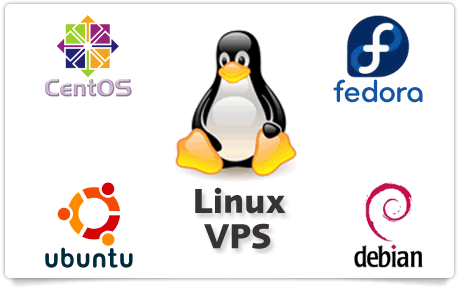 CentOS
fedora
Linux
VPS
ubuntu
debian